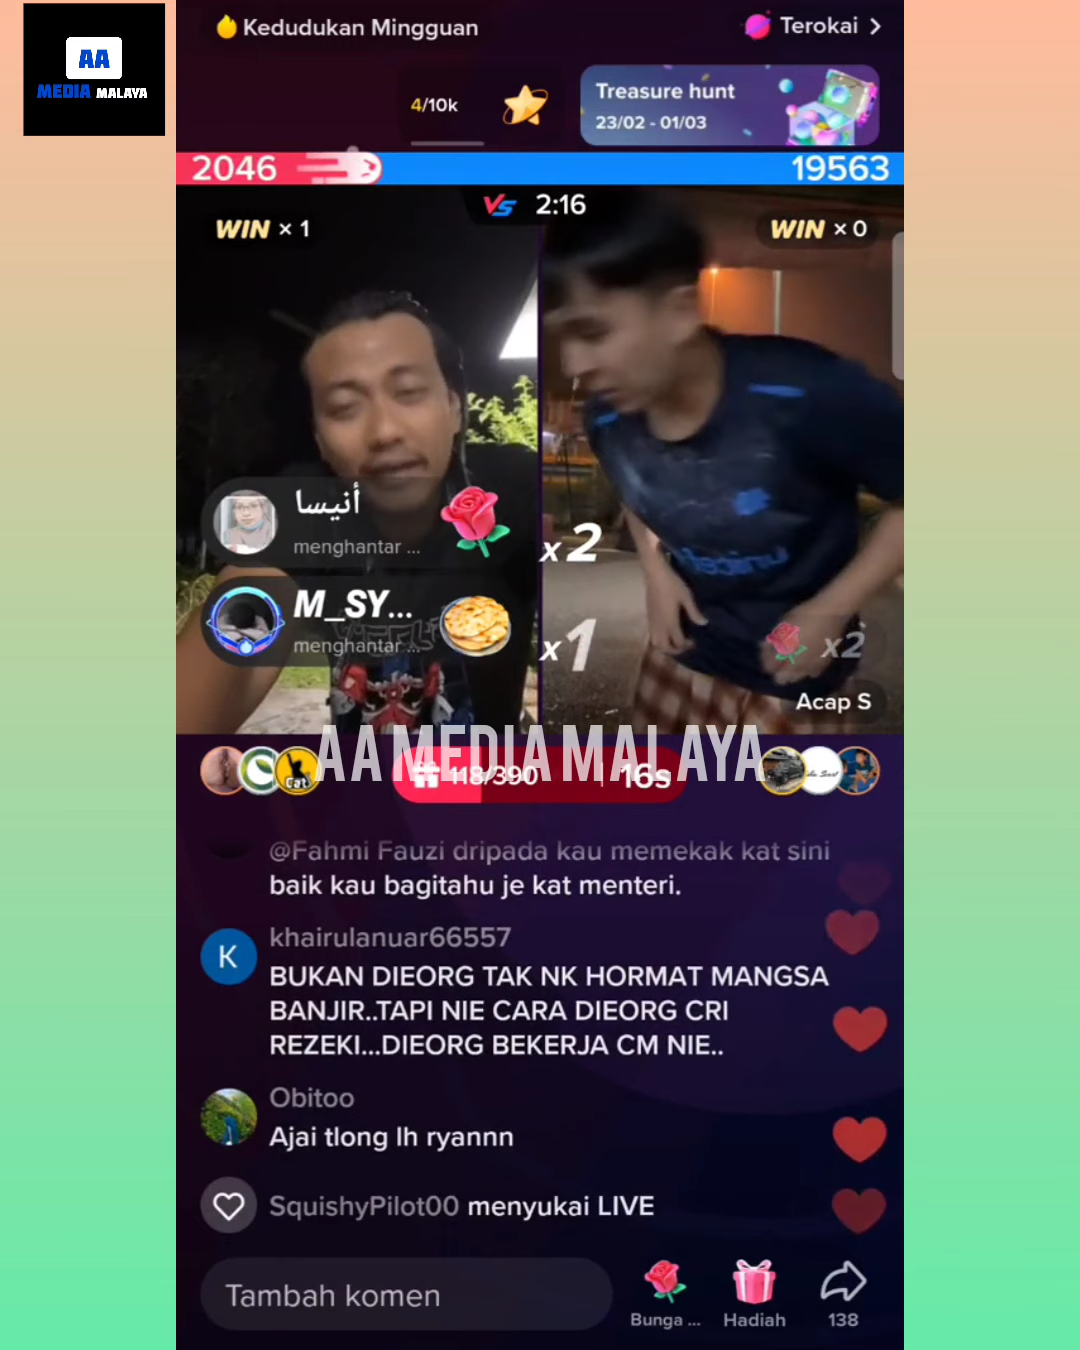 AA
MEDIA MALAYA
Kedudukan Mingguan
Terokai
4/10k
Treasure hunt
23/02 - 01/03
2046
19563
VS 2:16
WIN × 1
WIN × 0
أنيسا
menghantar ...
x2
M_SY...
menghantar ...
x1
x2
Acap S
AA MEDIA MALAYA
118/390
16s
Cat
@Fahmi Fauzi dripada kau memekak kat sini
baik kau bagitahu je kat menteri.
K
khairulanuar66557
BUKAN DIEORG TAK NK HORMAT MANGSA
BANJIR..TAPI NIE CARA DIEORG CRI
REZEKI...DIEORG BEKERJA CM NIE..
Obitoo
Ajai tlong lh ryannn
SquishyPilot00 menyukai LIVE
Tambah komen
Bunga ...
Hadiah
138